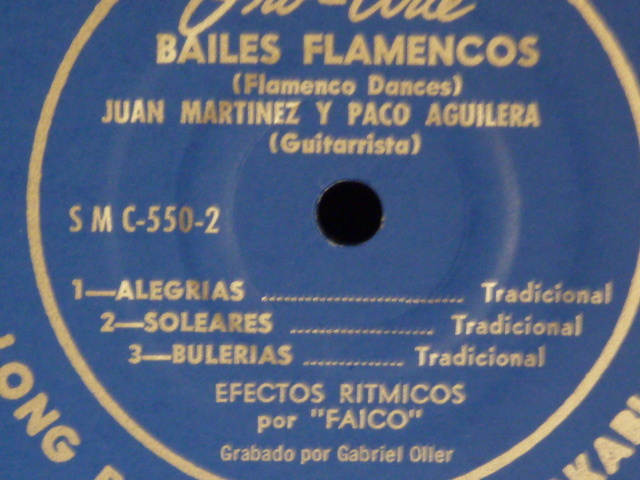 BAILES FLAMENCOS
(Flamenco Dances)
JUAN MARTINEZ Y PACO AGUILERA
(Guitarrista)
S M C-550-2
1—ALEGRIAS ........................ Tradicional
2—SOLEARES ................. Tradicional
3—BULERIAS ............ Tradicional
EFECTOS RITMICOS
por "FAICO"
Grabado por Gabriel Oller
LONG